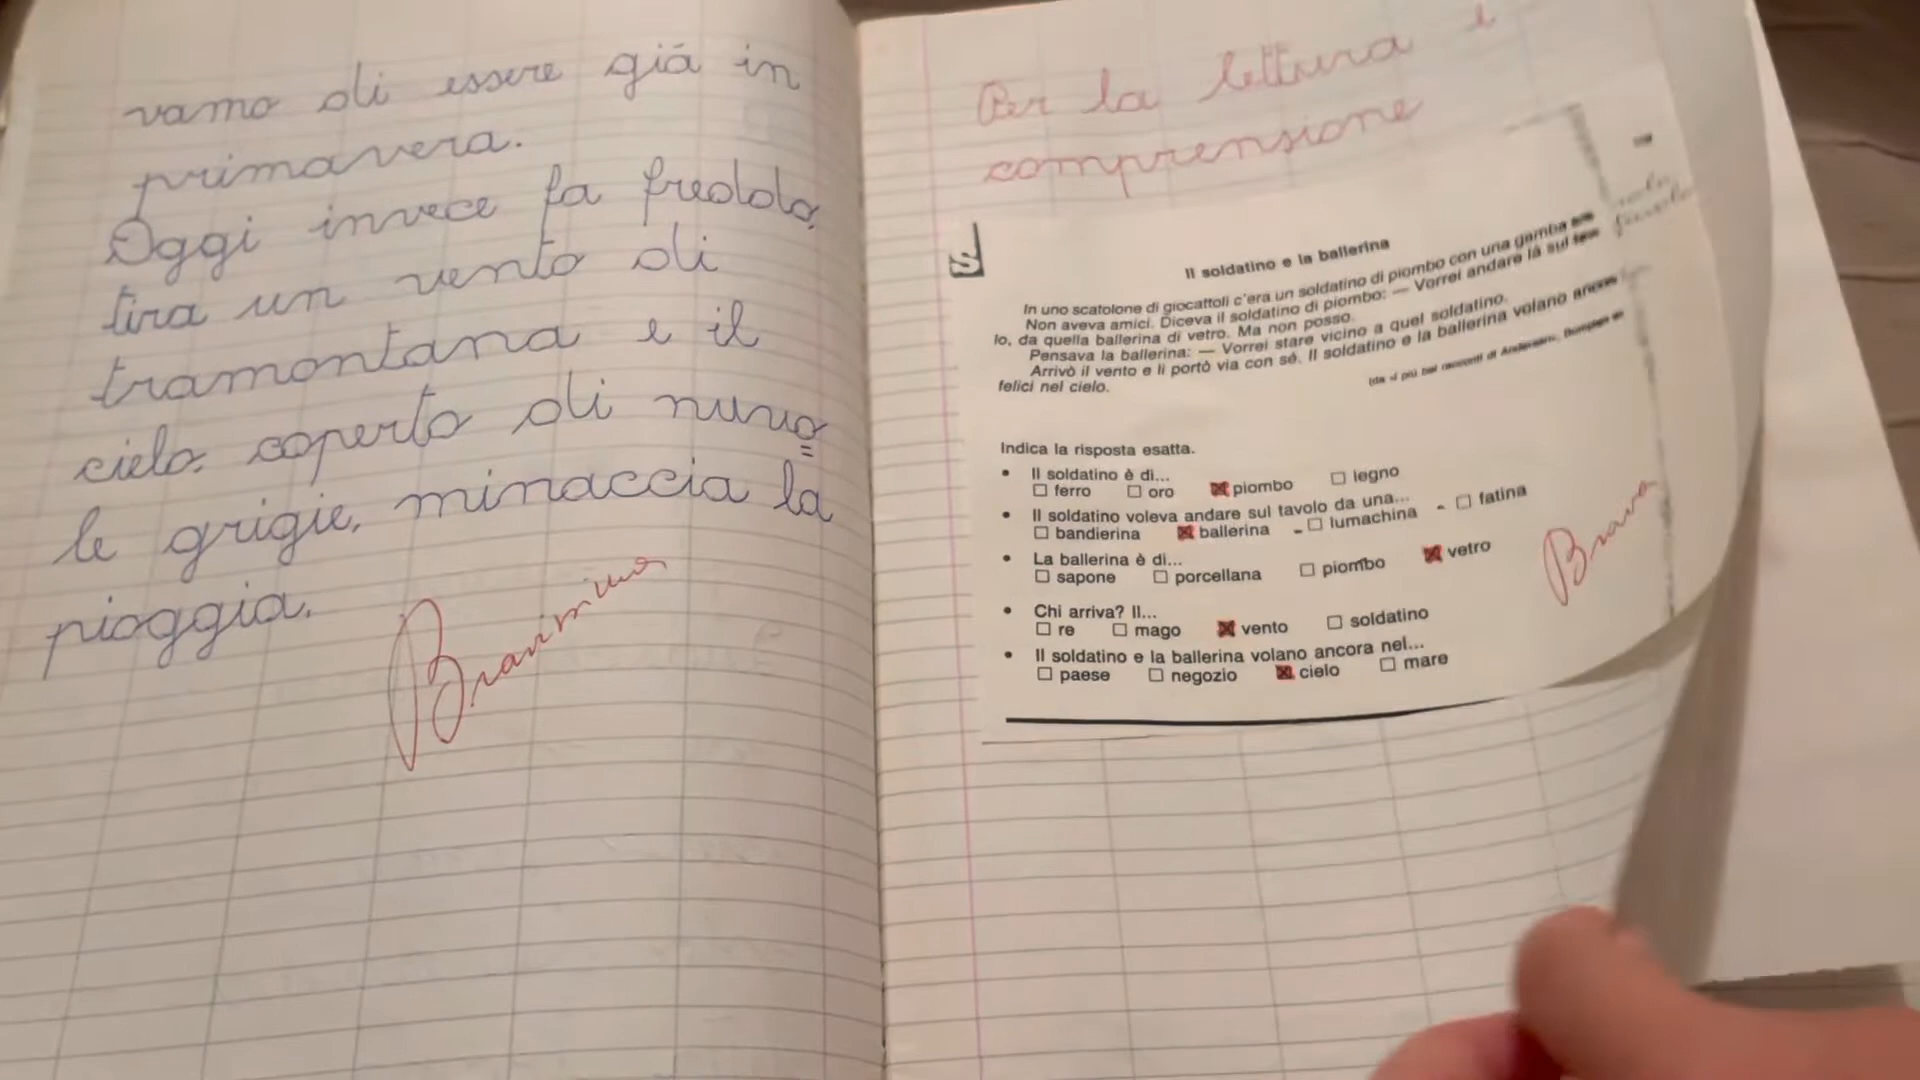 vamo di essere giá in
primavera.
Oggi invece fa freddo,
tira un vento di
tramontana e il
cielo, coperto di nuvo
le grigie, minaccia la
pioggia.
Bravissima
Per la lettura e
comprensione
Il soldatino e la ballerina
In uno scatolone di giocattoli c'era un soldatino di piombo con una gamba
Non aveva amici. Diceva il soldatino di piombo: — Vorrei andare là sul
lo, da quella ballerina di vetro. Ma non posso.
Pensava la ballerina: — Vorrei stare vicino a quel soldatino.
Arrivò il vento e li portò via con sé. Il soldatino e la ballerina volano ancora
felici nel cielo.
(da «I più bei racconti di Andersen»,
Indica la risposta esatta.
• Il soldatino è di...
ferro oro piombo legno
• Il soldatino voleva andare sul tavolo da una...
bandierina ballerina - lumachina - fatina
• La ballerina è di...
sapone porcellana piombo vetro
• Chi arriva? Il...
re mago vento soldatino
• Il soldatino e la ballerina volano ancora nel...
paese negozio cielo mare
Brava